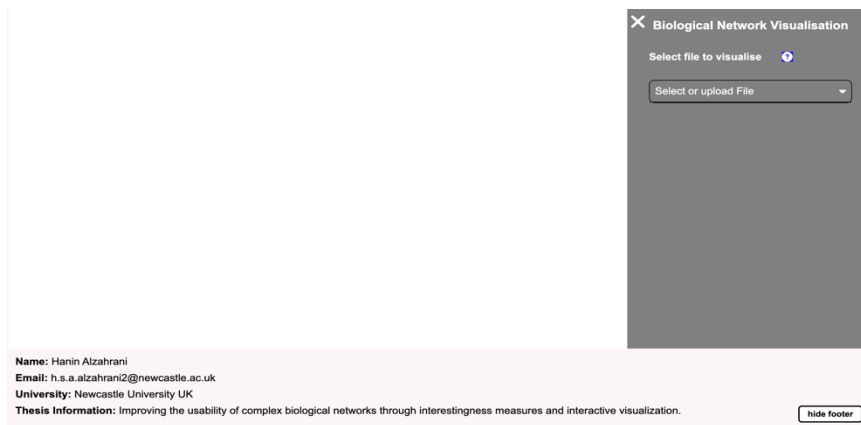 Biological Network Visualisation
Select file to visualise ?
Select or upload File
Name: Hanin Alzahrani
Email: h.s.a.alzahrani2@newcastle.ac.uk
University: Newcastle University UK
Thesis Information: Improving the usability of complex biological networks through interestingness measures and interactive visualization.
hide footer